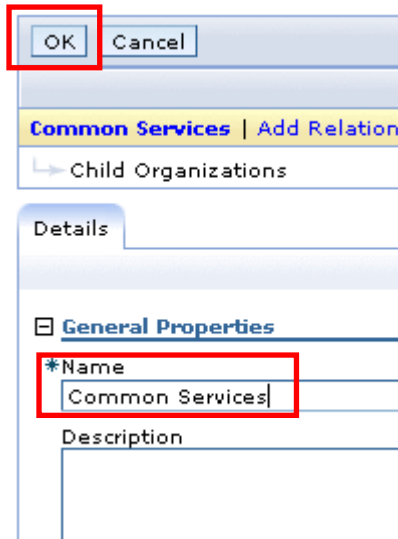 OK Cancel
Common Services | Add Relation
Child Organizations
Details
General Properties
*Name
Common Services
Description